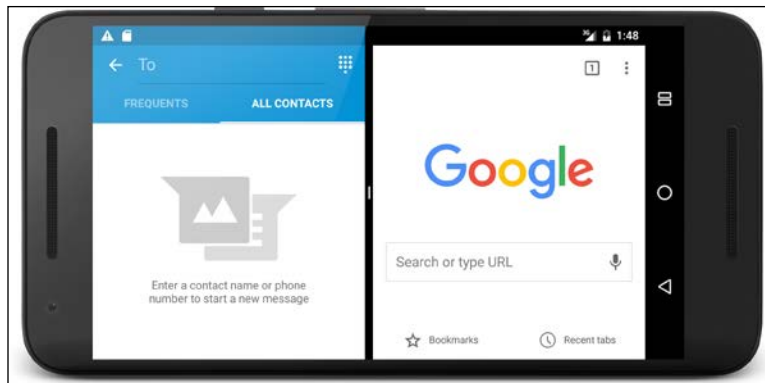 3G
1:48
To
FREQUENTS
ALL CONTACTS
Enter a contact name or phone
number to start a new message
1
Google
Search or type URL
Bookmarks
Recent tabs